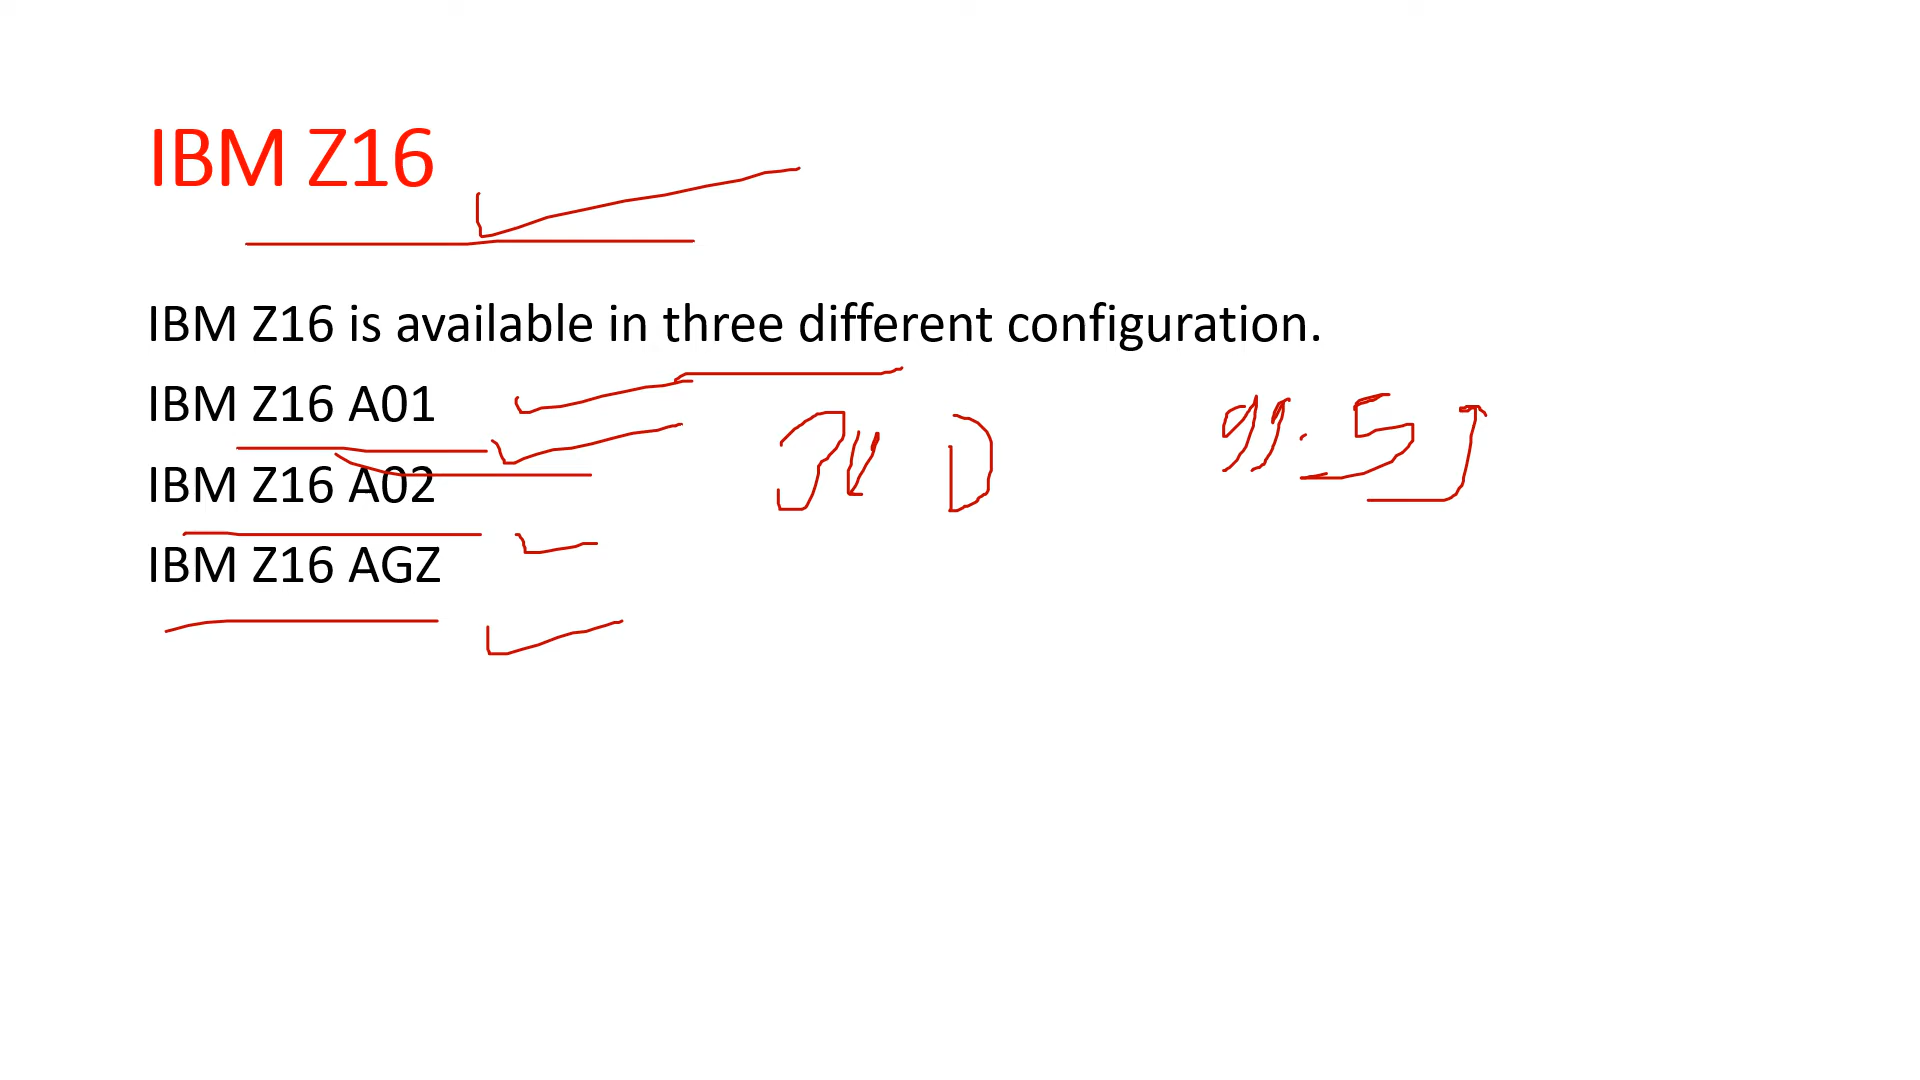 IBM Z16
IBM Z16 is available in three different configuration.
IBM Z16 A01
IBM Z16 A02
IBM Z16 AGZ